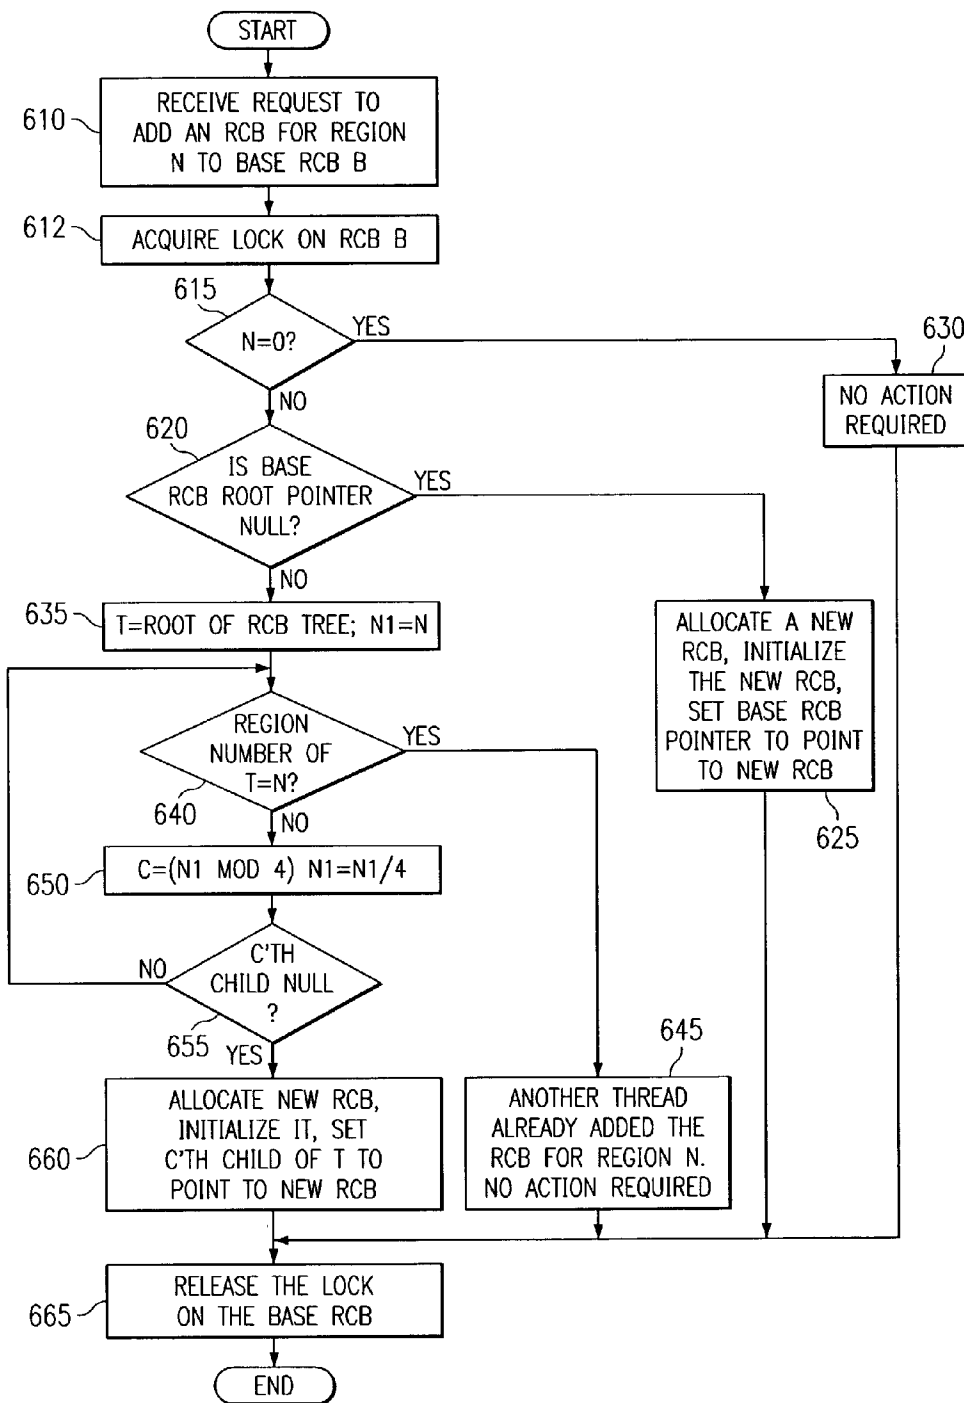 START
610
RECEIVE REQUEST TO
ADD AN RCB FOR REGION
N TO BASE RCB B
612
ACQUIRE LOCK ON RCB B
615
N=0?
YES
NO
630
NO ACTION
REQUIRED
620
IS BASE
RCB ROOT POINTER
NULL?
YES
NO
635
T=ROOT OF RCB TREE; N1=N
ALLOCATE A NEW
RCB, INITIALIZE
THE NEW RCB,
SET BASE RCB
POINTER TO POINT
TO NEW RCB
625
REGION
NUMBER OF
T=N?
640
YES
NO
650
C=(N1 MOD 4) N1=N1/4
C'TH
CHILD NULL
?
655
NO
YES
645
ANOTHER THREAD
ALREADY ADDED THE
RCB FOR REGION N.
NO ACTION REQUIRED
660
ALLOCATE NEW RCB,
INITIALIZE IT, SET
C'TH CHILD OF T TO
POINT TO NEW RCB
665
RELEASE THE LOCK
ON THE BASE RCB
END